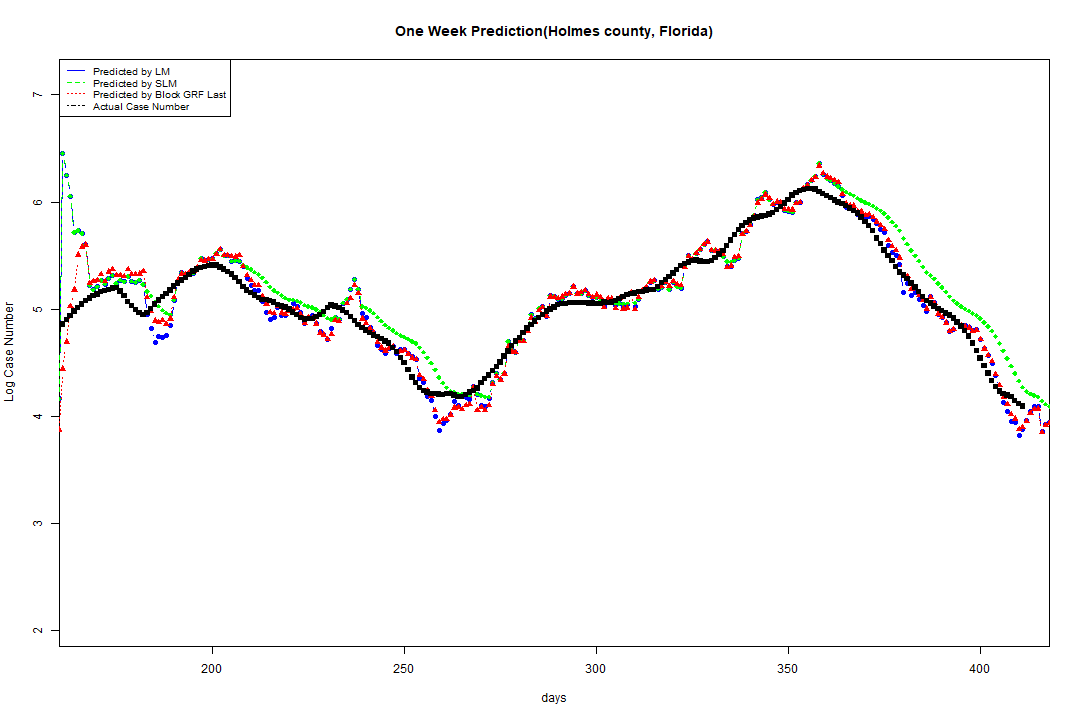 One Week Prediction(Holmes county, Florida)
Predicted by LM
Predicted by SLM
Predicted by Block GRF Last
Actual Case Number
Log Case Number
7
6
5
4
3
2
200
250
300
350
400
days